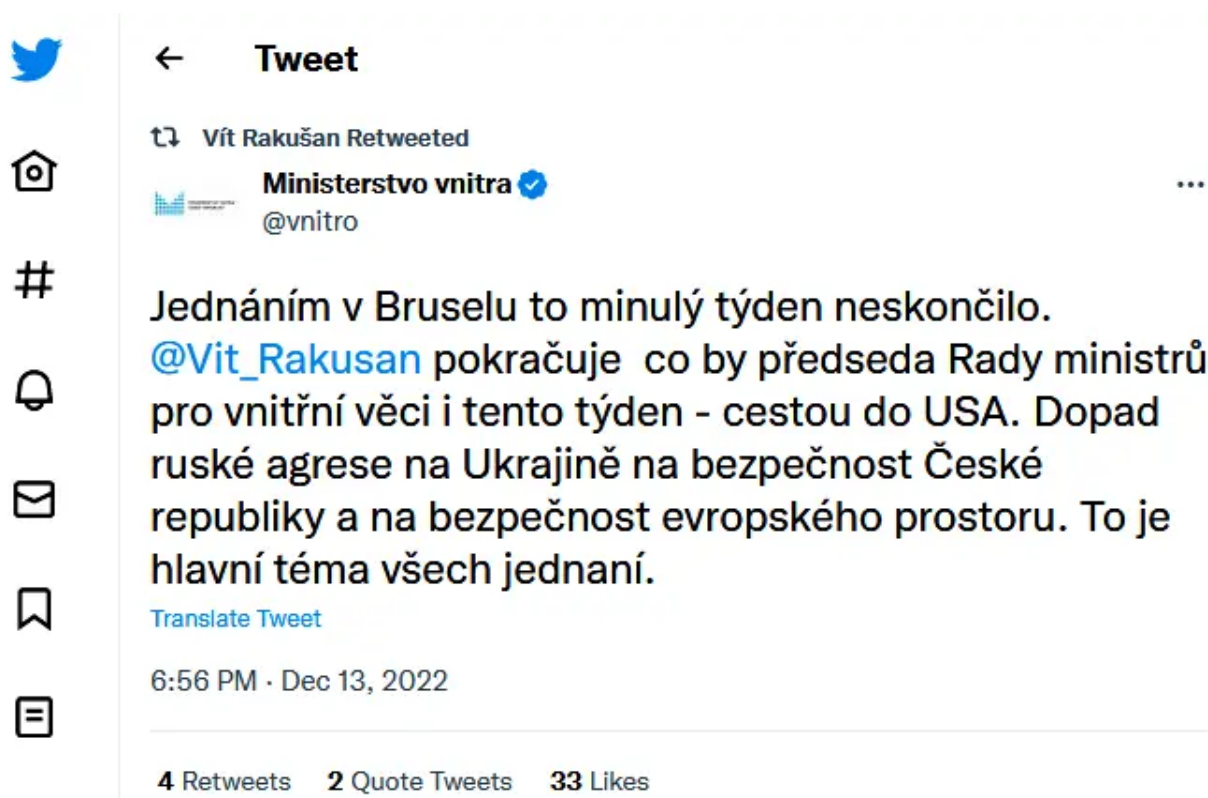 Tweet
Vít Rakušan Retweeted
Ministerstvo vnitra
@vnitro
Jednáním v Bruselu to minulý týden neskončilo.
@Vit_Rakusan pokračuje  co by předseda Rady ministrů
pro vnitřní věci i tento týden - cestou do USA. Dopad
ruské agrese na Ukrajině na bezpečnost České
republiky a na bezpečnost evropského prostoru. To je
hlavní téma všech jednaní.
Translate Tweet
6:56 PM · Dec 13, 2022
4 Retweets 2 Quote Tweets 33 Likes